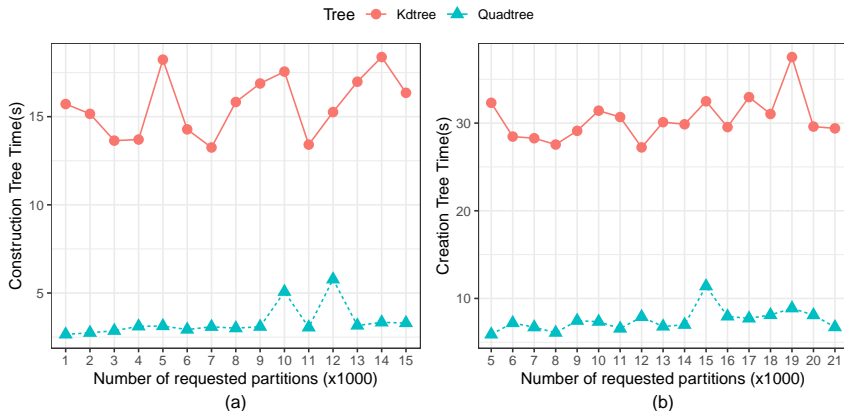 Tree Kdtree Quadtree
Construction Tree Time(s)
15
10
5
1 2 3 4 5 6 7 8 9 10 11 12 13 14 15
Number of requested partitions (x1000)
(a)
Creation Tree Time(s)
30
20
10
5 6 7 8 9 10 11 12 13 14 15 16 17 18 19 20 21
Number of requested partitions (x1000)
(b)